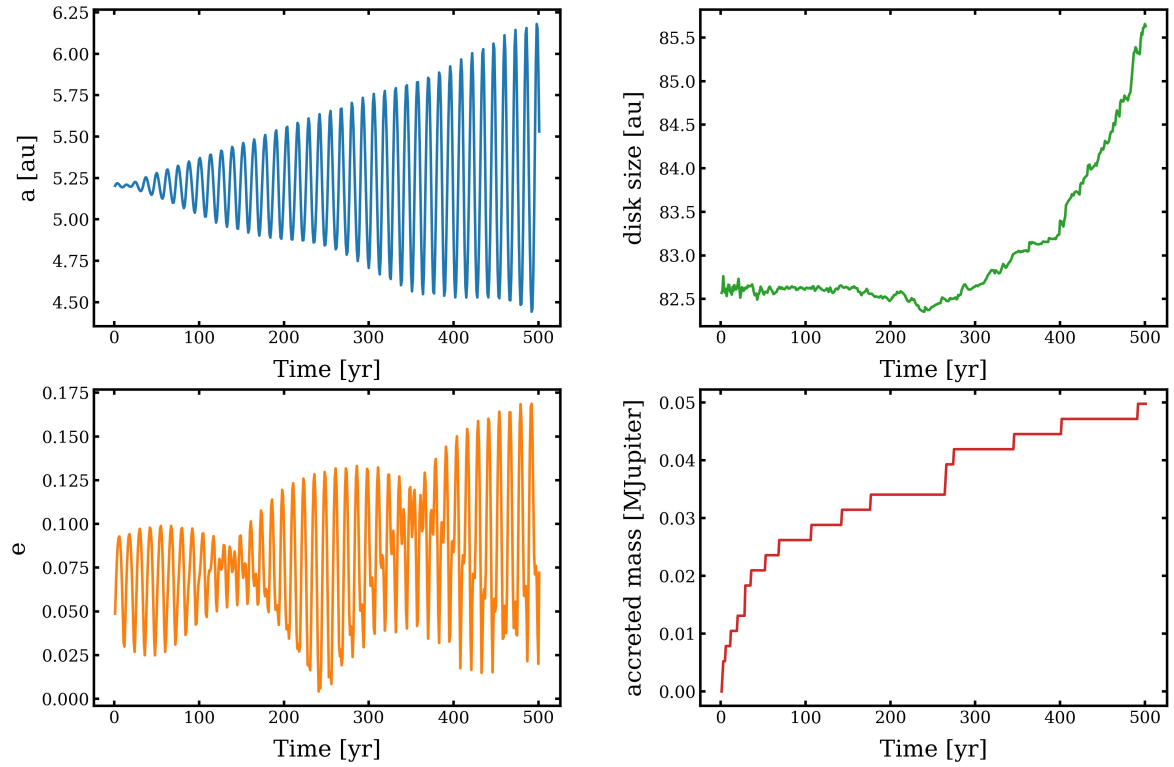 6.25
6.00
5.75
5.50
5.25
5.00
4.75
4.50
a [au]
0 100 200 300 400 500
Time [yr]
85.5
85.0
84.5
84.0
83.5
83.0
82.5
disk size [au]
0 100 200 300 400 500
Time [yr]
0.175
0.150
0.125
0.100
0.075
0.050
0.025
0.000
e
0 100 200 300 400 500
Time [yr]
0.05
0.04
0.03
0.02
0.01
0.00
accreted mass [MJupiter]
0 100 200 300 400 500
Time [yr]